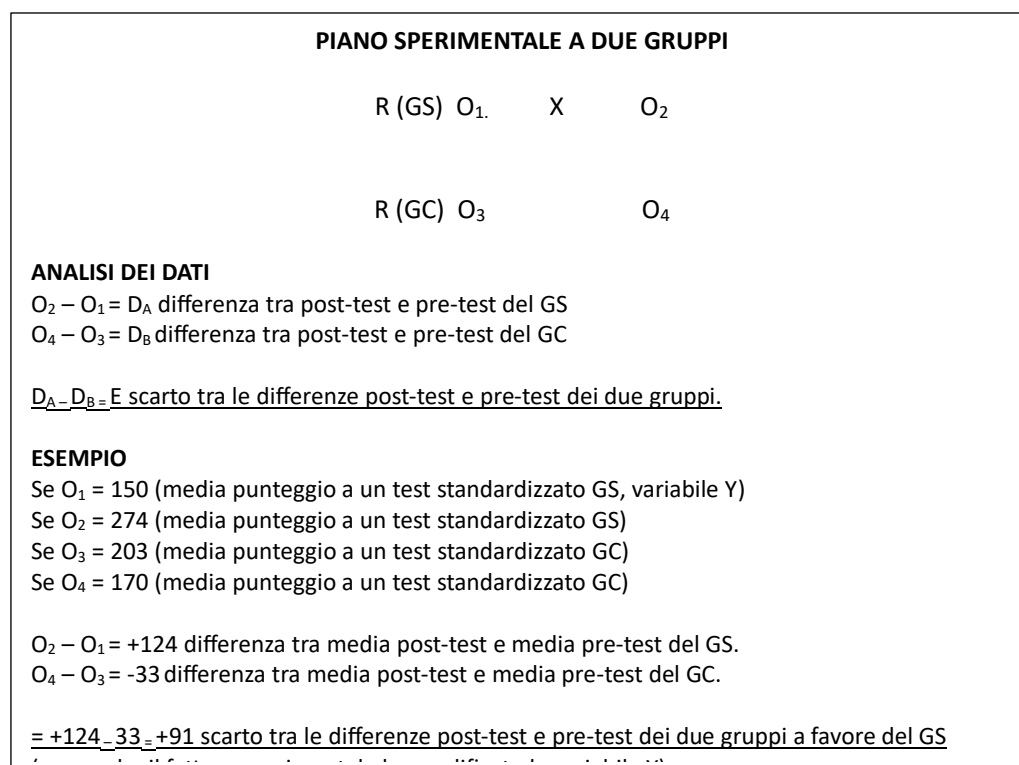 PIANO SPERIMENTALE A DUE GRUPPI
R (GS) O₁. X O₂
R (GC) O₃ O₄
ANALISI DEI DATI
O₂ – O₁ = Dₐ differenza tra post-test e pre-test del GS
O₄ – O₃ = D_B differenza tra post-test e pre-test del GC
D_A – D_B = E scarto tra le differenze post-test e pre-test dei due gruppi.
ESEMPIO
Se O₁ = 150 (media punteggio a un test standardizzato GS, variabile Y)
Se O₂ = 274 (media punteggio a un test standardizzato GS)
Se O₃ = 203 (media punteggio a un test standardizzato GC)
Se O₄ = 170 (media punteggio a un test standardizzato GC)
O₂ – O₁ = +124 differenza tra media post-test e media pre-test del GS.
O₄ – O₃ = -33 differenza tra media post-test e media pre-test del GC.
= +124 – 33 = +91 scarto tra le differenze post-test e pre-test dei due gruppi a favore del GS